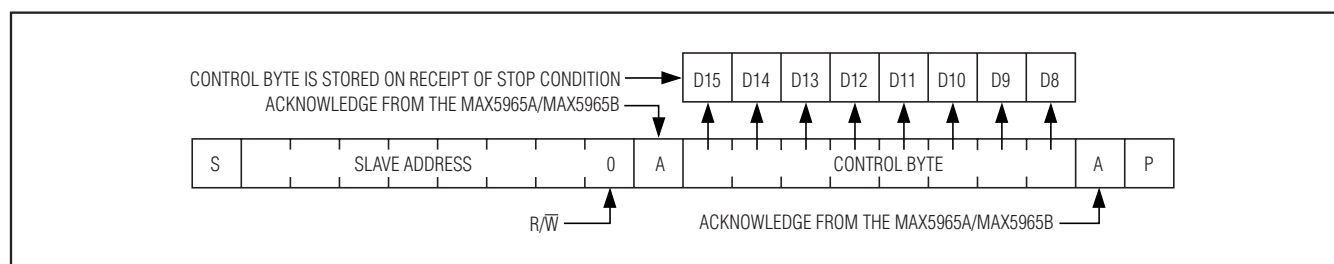 CONTROL BYTE IS STORED ON RECEIPT OF STOP CONDITION D15 D14 D13 D12 D11 D10 D9 D8
ACKNOWLEDGE FROM THE MAX5965A/MAX5965B
S SLAVE ADDRESS 0 A CONTROL BYTE A P
R/W̅ ACKNOWLEDGE FROM THE MAX5965A/MAX5965B